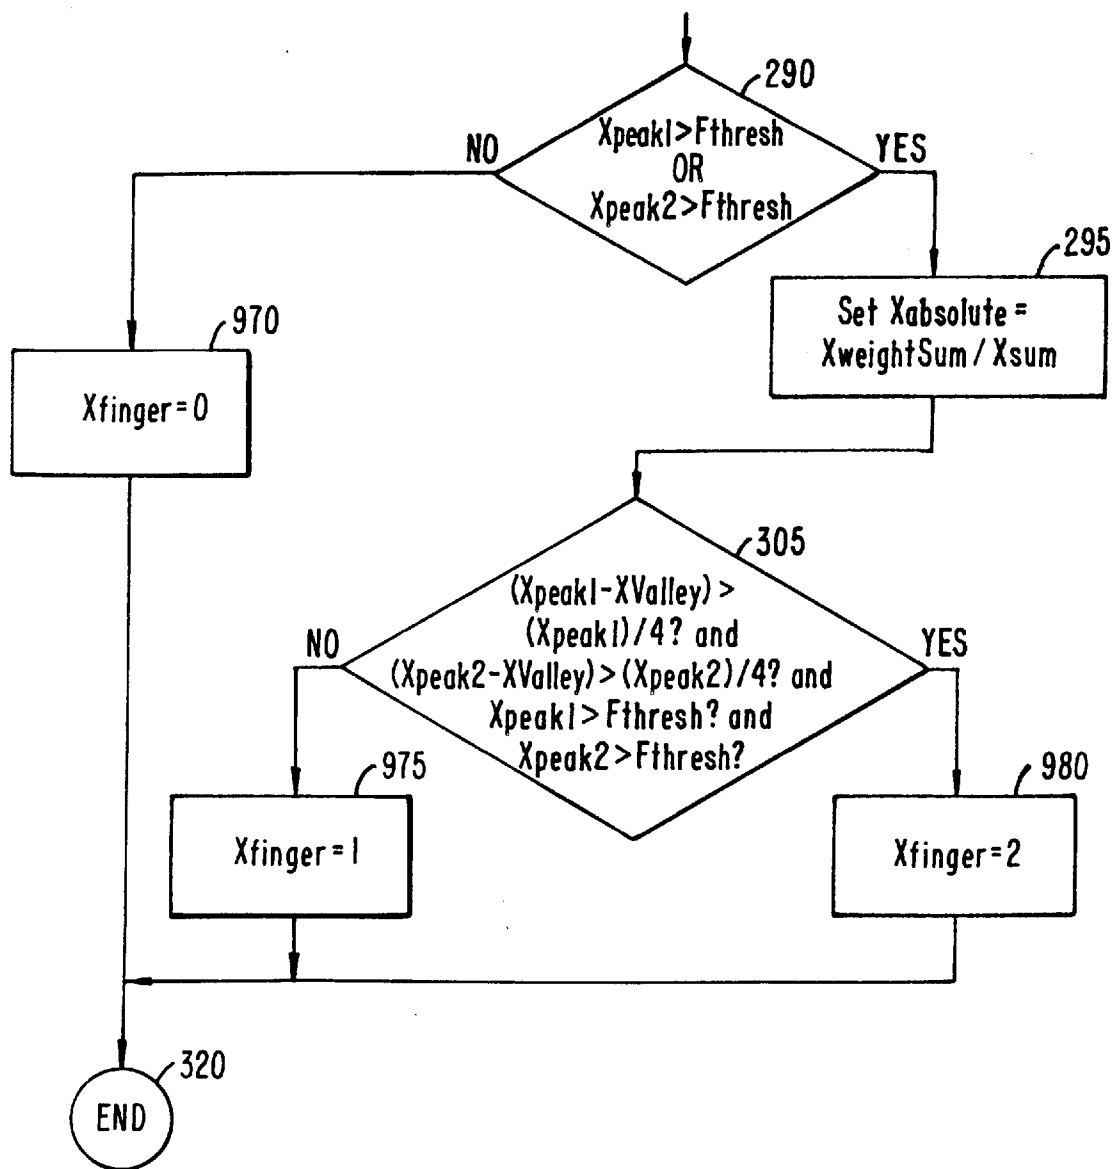 290
Xpeak1>Fthresh
OR
Xpeak2>Fthresh
NO
YES
295
Set Xabsolute=
XweightSum/Xsum
970
Xfinger=0
305
(Xpeak1-XValley)>
(Xpeak1)/4? and
(Xpeak2-XValley)>(Xpeak2)/4? and
Xpeak1>Fthresh? and
Xpeak2>Fthresh?
NO
YES
975
Xfinger=1
980
Xfinger=2
320
END